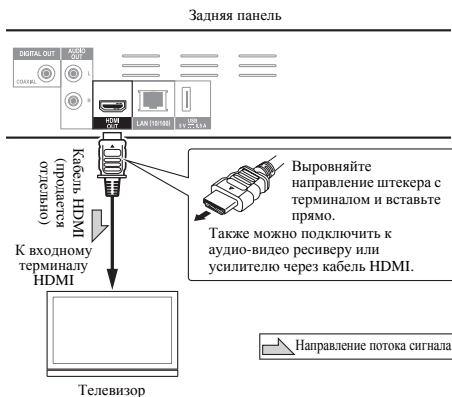 Задняя панель
DIGITAL OUT
AUDIO
OUT
COAXIAL
L
R
HDMI
OUT
LAN (10/100)
USB
Кабель HDMI
(продается
отдельно)
Выровняйте
направление штекера с
терминалом и вставьте
прямо.
Также можно подключить к
аудио-видео ресиверу или
усилителю через кабель HDMI.
К входному
терминалу
HDMI
Направление потока сигнала
Телевизор